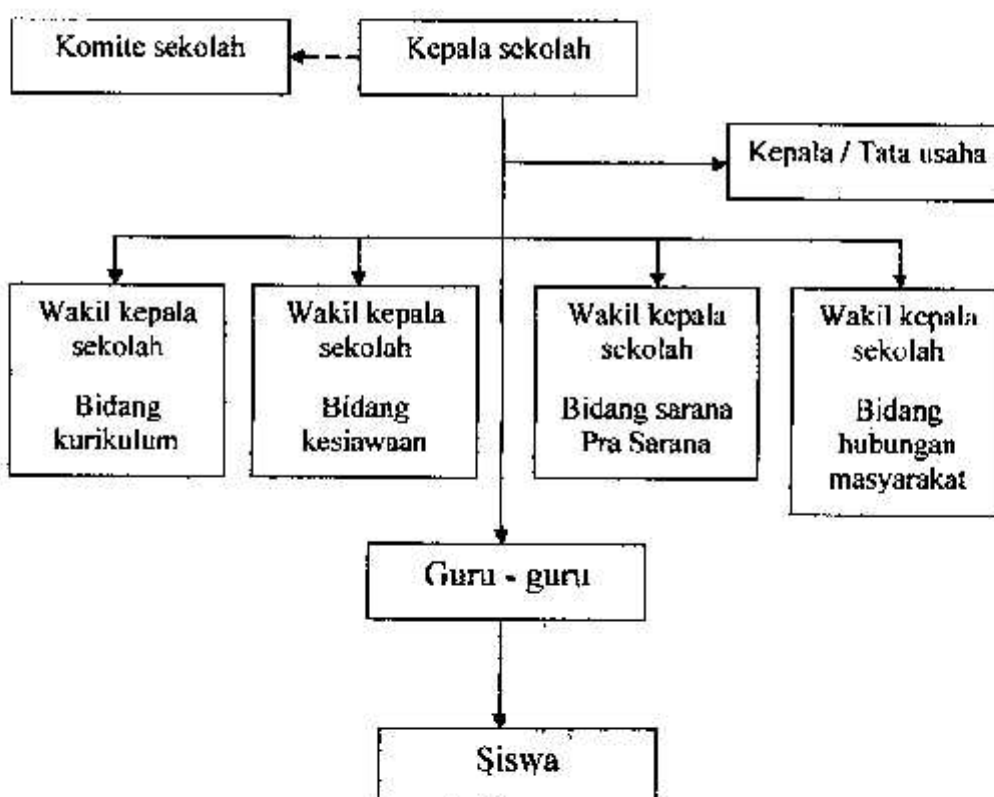 Komite sekolah
Kepala sekolah
Kepala / Tata usaha
Wakil kepala
sekolah
Bidang
kurikulum
Wakil kepala
sekolah
Bidang
kesiawaan
Wakil kepala
sekolah
Bidang sarana
Pra Sarana
Wakil kepala
sekolah
Bidang
hubungan
masyarakat
Guru - guru
Siswa